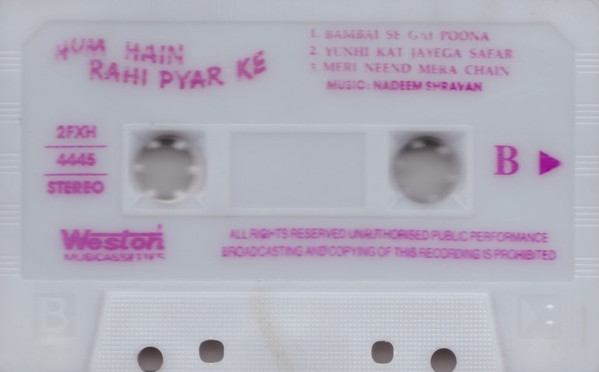 HUM HAIN
RAHI PYAR KE
1. BAMBAI SE GAI POONA
2. YUNHI KAT JAYEGA SAFAR
3. MERI NEEND MERA CHAIN
MUSIC: NADEEM SHRAVAN
2FXH
4445
STEREO
B
Weston
MUSICASSETTES
ALL RIGHTS RESERVED UNAUTHORISED PUBLIC PERFORMANCE
BROADCASTING AND COPYING OF THIS RECORDING IS PROHIBITED
B